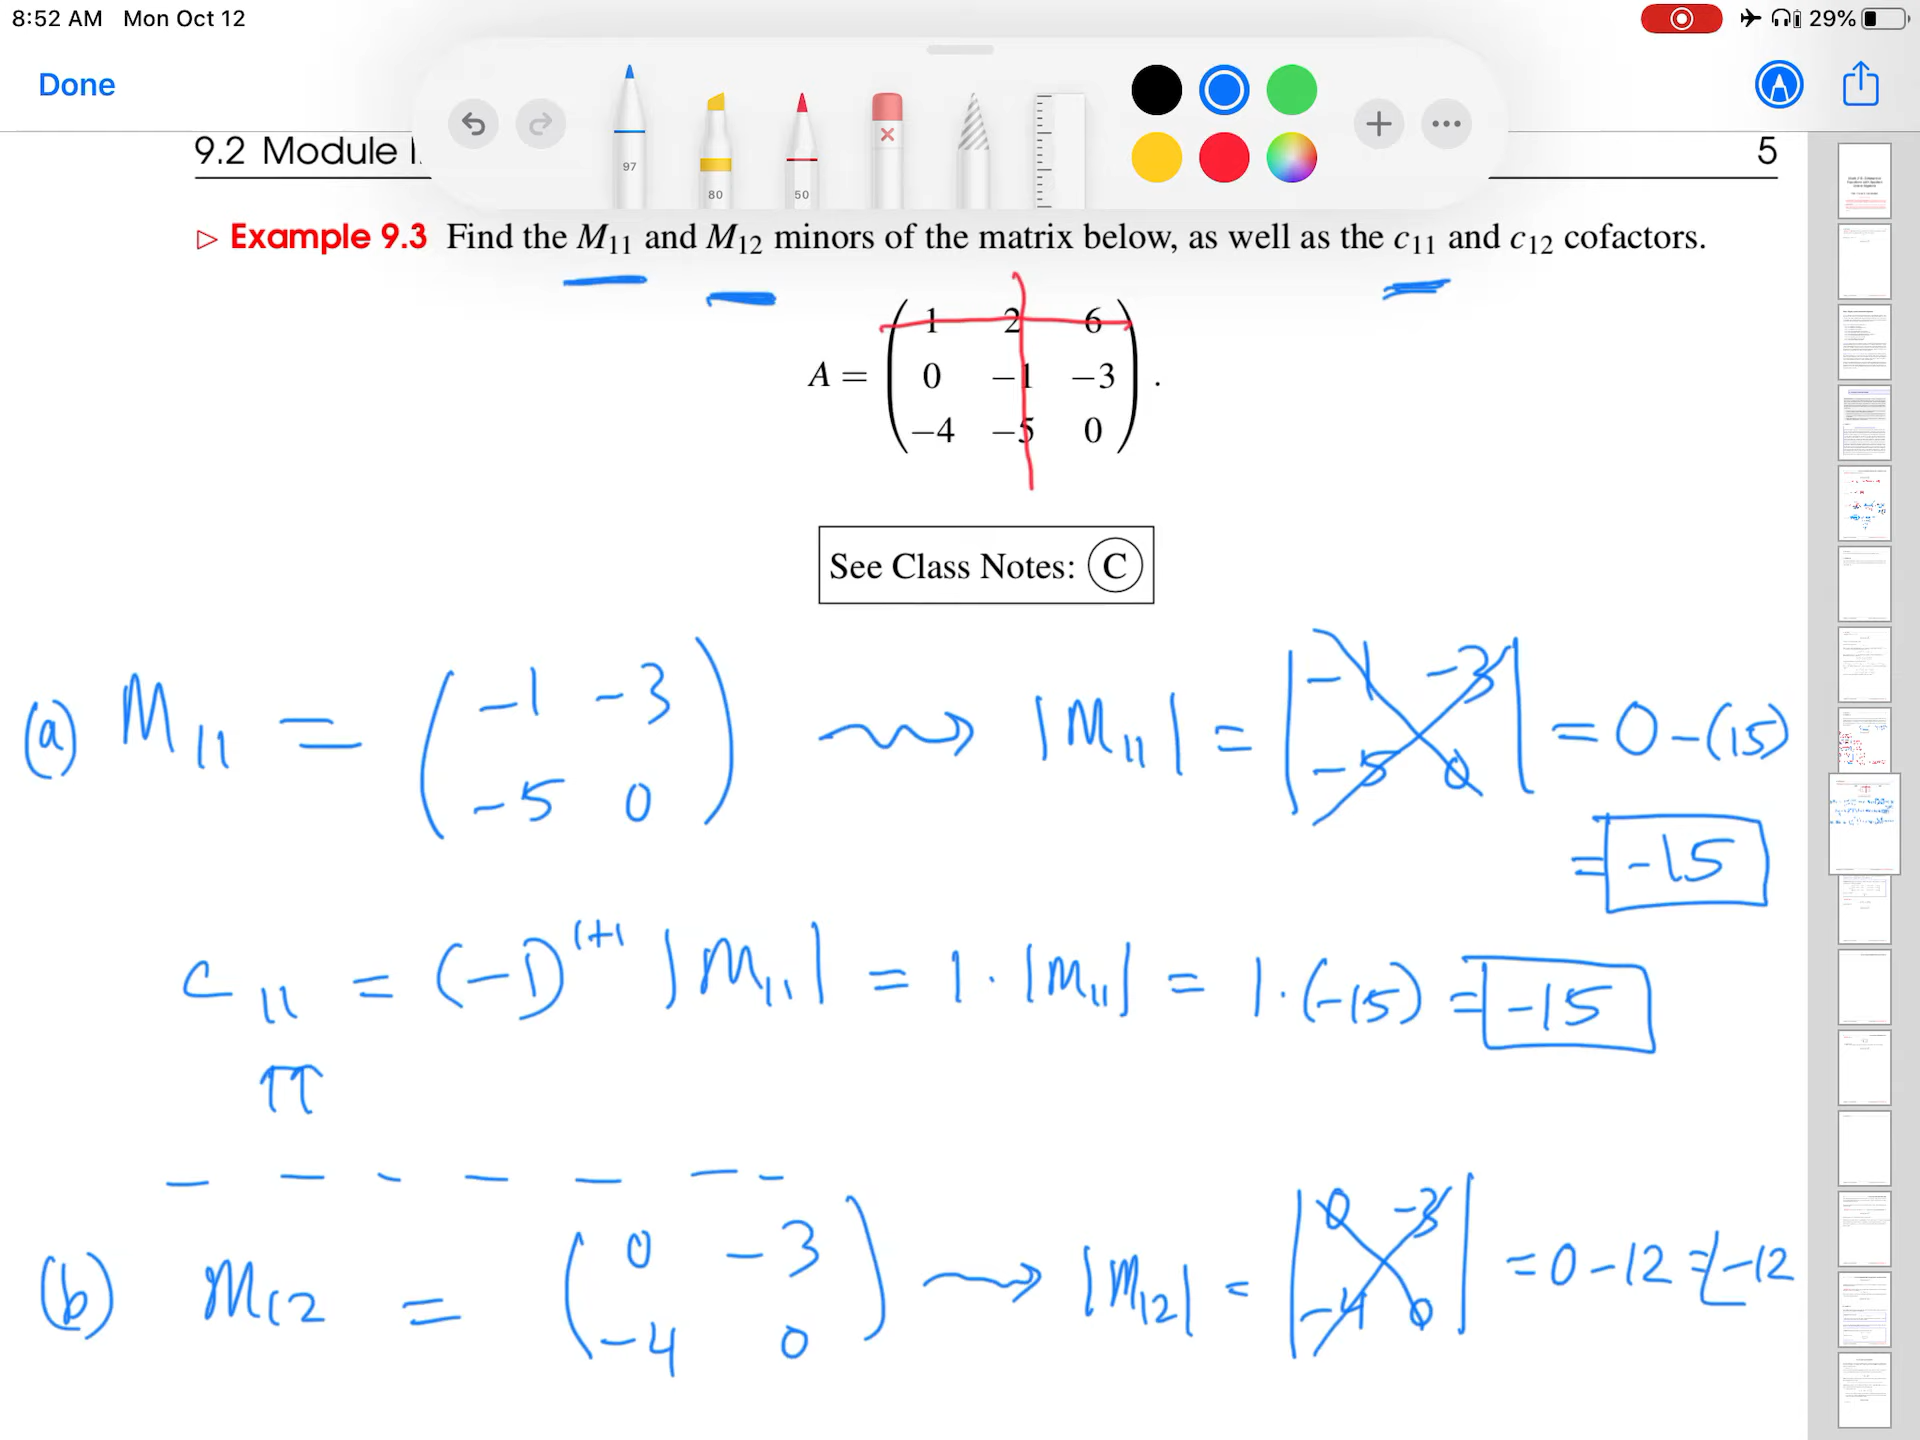 8:52 AM Mon Oct 12
29%
Done
97
80
50
9.2 Module
5
▷ Example 9.3 Find the M₁₁ and M₁₂ minors of the matrix below, as well as the c₁₁ and c₁₂ cofactors.
1 2 6
A = 0 −1 −3 .
−4 −5 0
See Class Notes: Ⓒ
(a) M₁₁ = ( -1 -3 ; -5 0 ) ⇝ |M₁₁| = | -1 -3 ; -5 0 | = 0 - (15)
= -15
c₁₁ = (-1)¹⁺¹ |M₁₁| = 1 · |M₁₁| = 1 · (-15) = -15
↑↑
(b) M₁₂ = ( 0 -3 ; -4 0 ) ⇝ |M₁₂| = | 0 -3 ; -4 0 | = 0 - 12 = -12